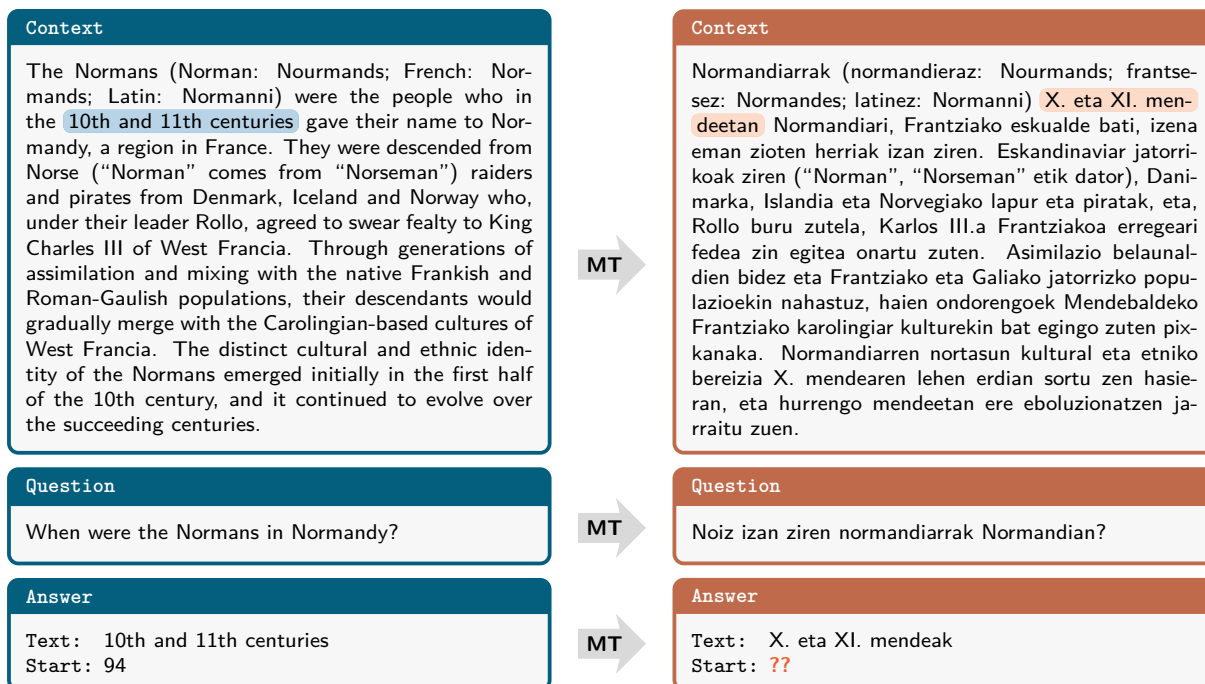 Context
The Normans (Norman: Nourmands; French: Nor-
mands; Latin: Normanni) were the people who in
the 10th and 11th centuries gave their name to Nor-
mandy, a region in France. They were descended from
Norse (“Norman” comes from “Norseman”) raiders
and pirates from Denmark, Iceland and Norway who,
under their leader Rollo, agreed to swear fealty to King
Charles III of West Francia. Through generations of
assimilation and mixing with the native Frankish and
Roman-Gaulish populations, their descendants would
gradually merge with the Carolingian-based cultures of
West Francia. The distinct cultural and ethnic iden-
tity of the Normans emerged initially in the first half
of the 10th century, and it continued to evolve over
the succeeding centuries.
MT
Context
Normandiarrak (normandieraz: Nourmands; frantse-
sez: Normandes; latinez: Normanni) X. eta XI. men-
deetan Normandiari, Frantziako eskualde bati, izena
eman zioten herriak izan ziren. Eskandinaviar jatorri-
koak ziren (“Norman”, “Norseman” etik dator), Dani-
marka, Islandia eta Norvegiako lapur eta piratak, eta,
Rollo buru zutela, Karlos III.a Frantziakoa erregeari
fedea zin egitea onartu zuten. Asimilazio belaunal-
dien bidez eta Frantziako eta Galiako jatorrizko popu-
lazioekin nahastuz, haien ondorengoek Mendebaldeko
Frantziako karolingiar kulturekin bat egingo zuten pix-
kanaka. Normandiarren nortasun kultural eta etniko
bereizia X. mendearen lehen erdian sortu zen hasie-
ran, eta hurrengo mendeetan ere eboluzionatzen ja-
rraitu zuen.
Question
When were the Normans in Normandy?
MT
Question
Noiz izan ziren normandiarrak Normandian?
Answer
Text: 10th and 11th centuries
Start: 94
MT
Answer
Text: X. eta XI. mendeak
Start: ??